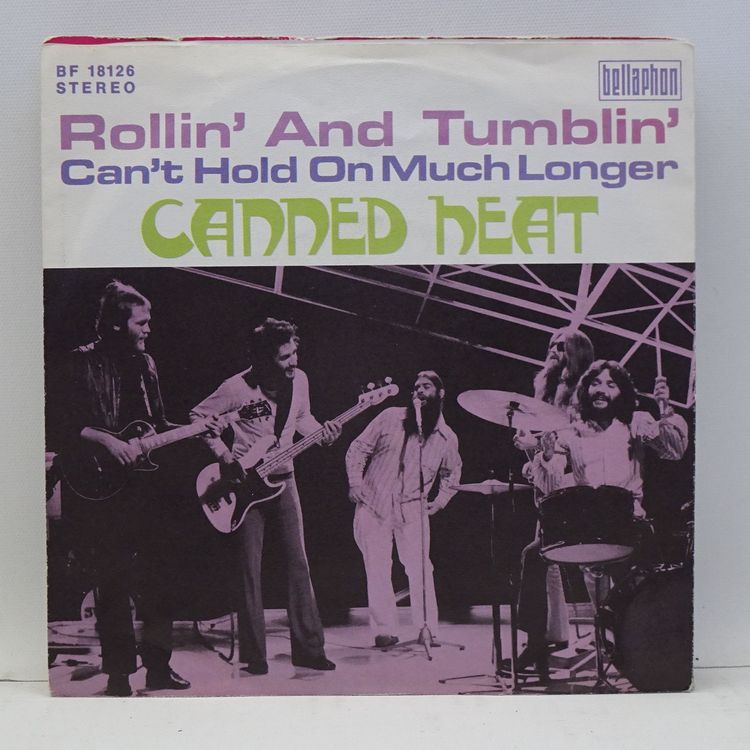 BF 18126
STEREO
bellaphon
Rollin' And Tumblin'
Can't Hold On Much Longer
CANNED HEAT